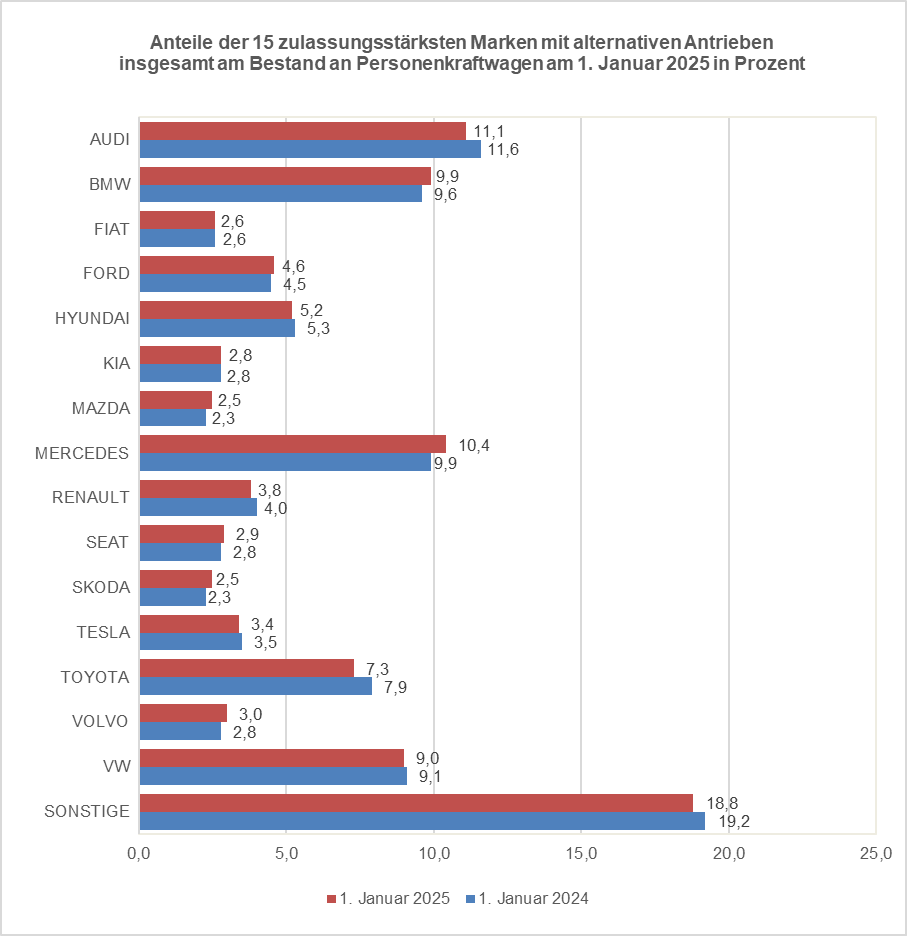 Anteile der 15 zulassungsstärksten Marken mit alternativen Antrieben
insgesamt am Bestand an Personenkraftwagen am 1. Januar 2025 in Prozent
AUDI
11,1
11,6
BMW
9,9
9,6
FIAT
2,6
2,6
FORD
4,6
4,5
HYUNDAI
5,2
5,3
KIA
2,8
2,8
MAZDA
2,5
2,3
MERCEDES
10,4
9,9
RENAULT
3,8
4,0
SEAT
2,9
2,8
SKODA
2,5
2,3
TESLA
3,4
3,5
TOYOTA
7,3
7,9
VOLVO
3,0
2,8
VW
9,0
9,1
SONSTIGE
18,8
19,2
0,0 5,0 10,0 15,0 20,0 25,0
1. Januar 2025 1. Januar 2024